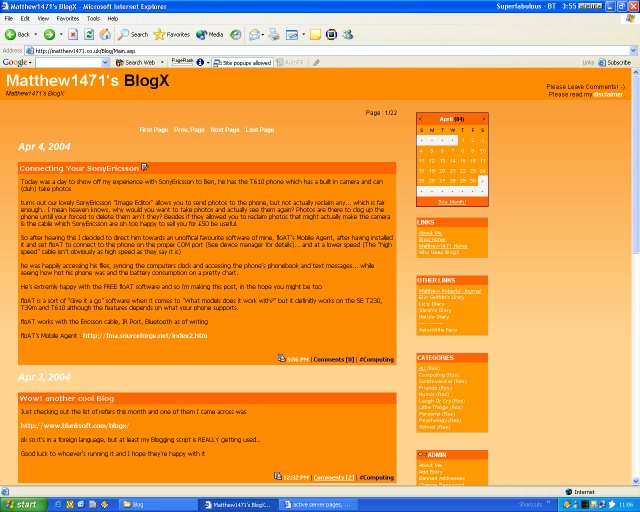 Matthew1471's BlogX - Microsoft Internet Explorer
Superfabulous - BT
3:55
File Edit View Favorites Tools Help
Back
Search Favorites Media
Address http://matthew1471.co.uk/Blog/Main.asp
Links Subscribe
Google Search Web PageRank Site popups allowed AutoFill
Matthew1471's BlogX
Matthew1471's BlogX
Please Leave Comments! :-)
Please read my disclaimer
Page : 1/22
First Page Prev Page Next Page Last Page
Apr 4, 2004
Connecting Your SonyEricsson
Today was a day to show off my experience with SonyEricsson to Ben, he has the T610 phone which has a built in camera and can
(duh) take photos
turns out our lovely SonyEricsson "Image Editor" allows you to send photos to the phone, but not actually reclaim any... which is fair
enough.. I mean heaven knows, why would you want to take photos and actually see them again? Photos are there to clog up the
phone untill your forced to delete them arn't they? Besides if they allowed you to reclaim photos that might actually make the camera
is the cable which SonyEricsson are oh too happy to sell you for £50 be useful.
So after hearing this I decided to direct him towards an unoffical favourite software of mine, floAT's Mobile Agent, after having installed
it and set floAT to connect to the phone on the proper COM port (See device manager for details)... and at a lower speed (The "high
speed" cable isn't obviously as high speed as they say it is)
he was happily accessing his files, syncing the computers clock and accessing the phone's phonebook and text messages... while
seeing how hot his phone was and the battery consumption on a pretty chart.
He's extremly happy with the FREE floAT software and so i'm making this post, in the hope you might be too
floAT is a sort of "Give it a go" software when it comes to "What models does it work with?" but it definitly works on the SE T230,
T39m and T610 although the features depends on what your phone supports.
floAT works with the Ericsson cable, IR Port, Bluetooth as of writing
floAT's Mobile Agent : http://fma.sourceforge.net/index2.htm
6:56 PM | Comments [0] | #Computing
Apr 3, 2004
Wow! another cool Blog
Just checking out the list of refers this month and one of them I came across was
http://www.blanksoft.com/blogx/
ok so it's in a foreign language, but at least my Blogging script is REALLY getting used..
Good luck to whoever's running it and I hope they're happy with it
12:32 PM | Comments [2] | #Computing
< April (04) >
S M T W T F S
- - - - 1 2 3
4 5 6 7 8 9 10
11 12 13 14 15 16 17
18 19 20 21 22 23 24
25 26 27 28 29 30 -
- - - - - - -
This Month!
LINKS
About Me
Blog Home
Matthew1471 Home
Who Uses BlogX?
OTHER LINKS
Matthew Roberts' Journal
Elin Griffith's Diary
Lil's Diary
Sarah's Diary
Holly's Diary
CATEGORIES
All (Rss)
Computing (Rss)
Controversial (Rss)
Friends (Rss)
Humor (Rss)
Laugh Or Cry (Rss)
Little Things (Rss)
Personal (Rss)
Psychology (Rss)
School (Rss)
ADMIN
About Me
Add Entry
Banned Addresses
Change Password
Internet
start
Blog
Matthew1471's BlogX...
active server pages, ...
Shortcuts
11:06